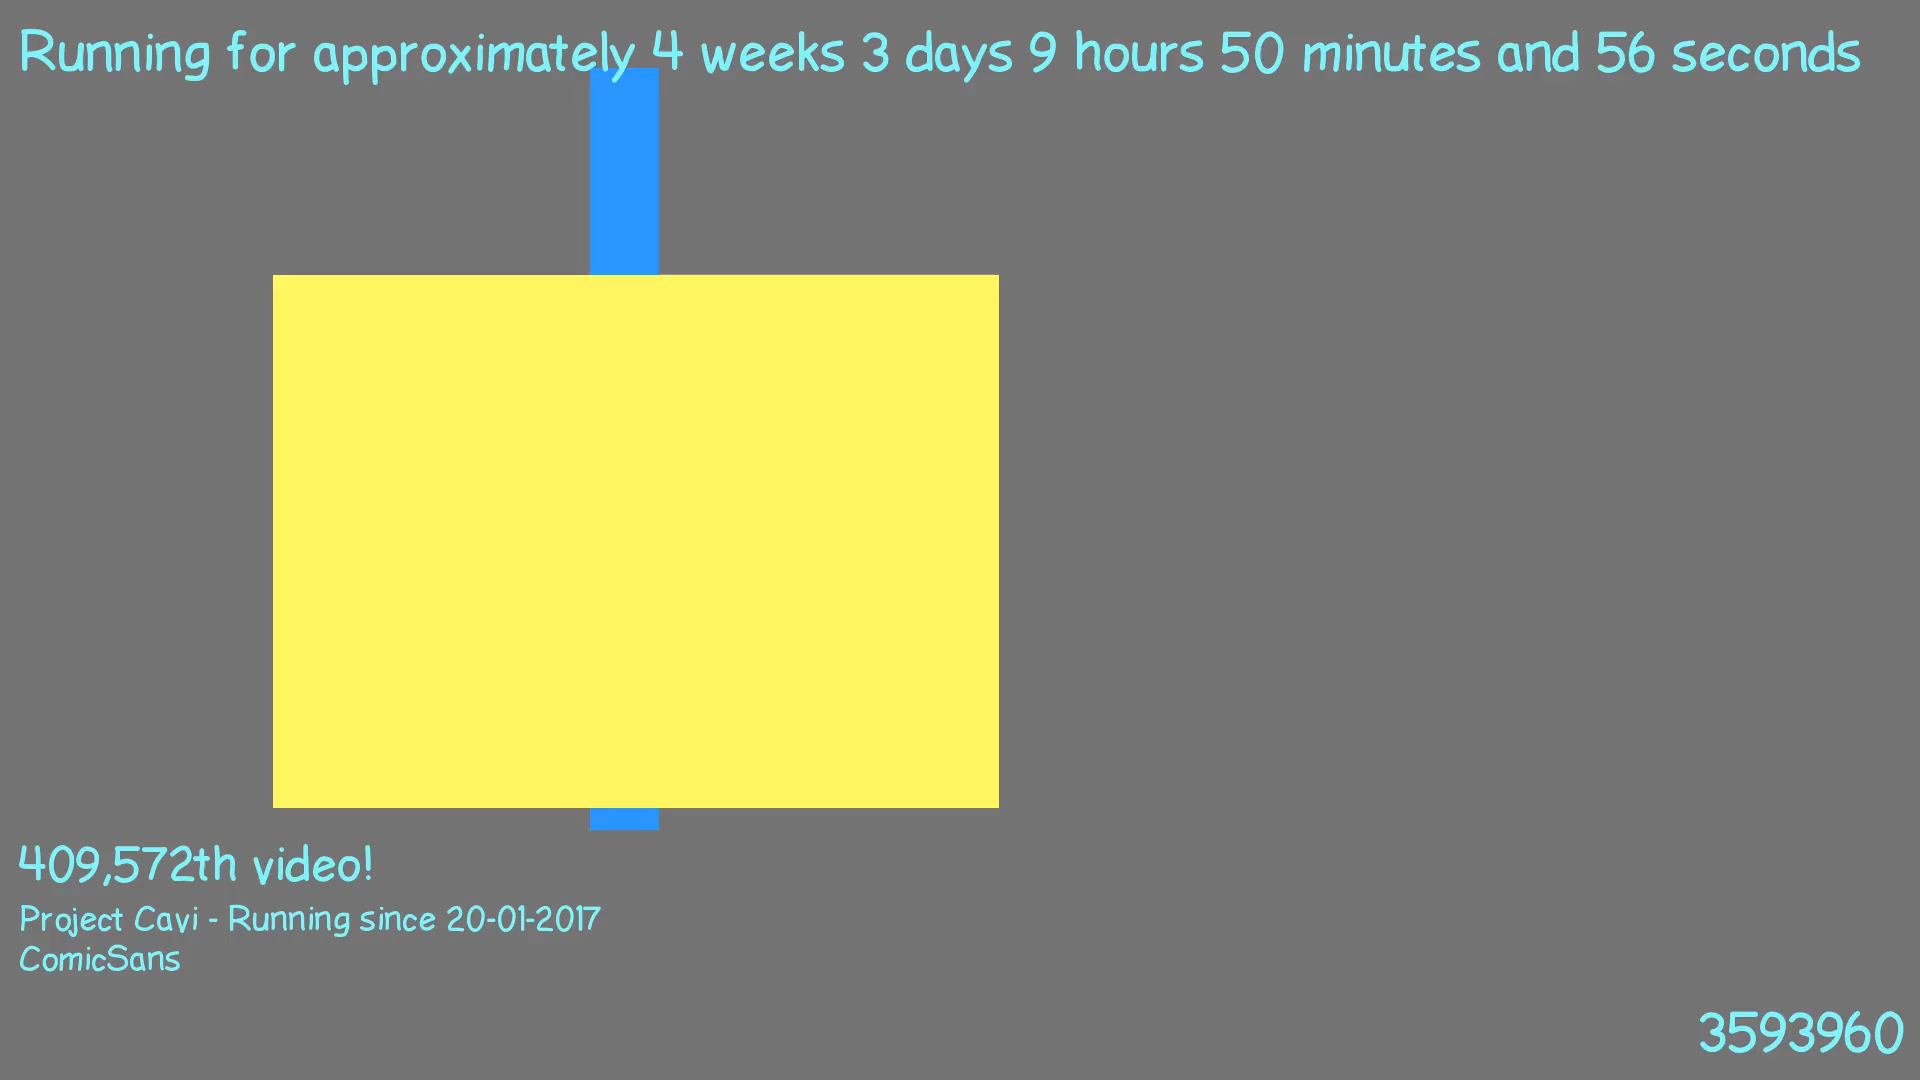 Running for approximately 4 weeks 3 days 9 hours 50 minutes and 56 seconds
409,572th video!
Project Cavi - Running since 20-01-2017
ComicSans
3593960